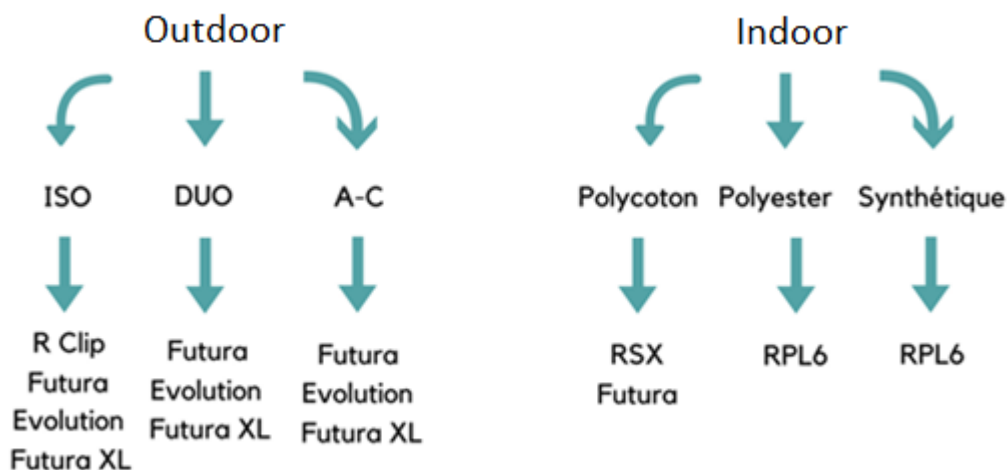 Outdoor
ISO
DUO
A-C
R Clip
Futura
Evolution
Futura XL
Futura
Evolution
Futura XL
Futura
Evolution
Futura XL
Indoor
Polycoton
Polyester
Synthétique
RSX
Futura
RPL6
RPL6